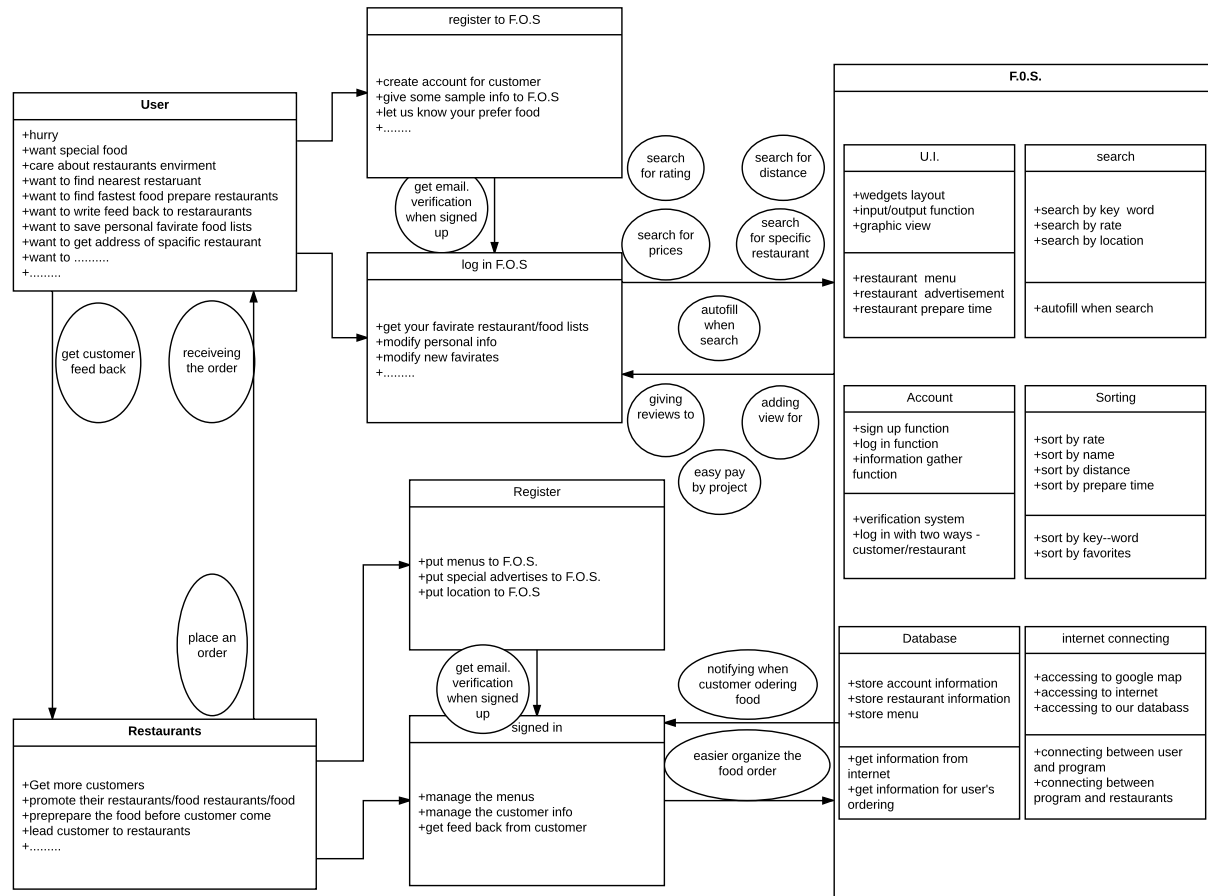 register to F.O.S
+create account for customer
+give some sample info to F.O.S
+let us know your prefer food
+........
User
+hurry
+want special food
+care about restaurants envirment
+want to find nearest restaruant
+want to find fastest food prepare restaurants
+want to write feed back to restaraurants
+want to save personal favirate food lists
+want to get address of spacific restaurant
+want to ..........
+.........
get email.
verification
when signed
up
log in F.O.S
+get your favirate restaurant/food lists
+modify personal info
+modify new favirates
+.........
search
for rating
search for
distance
search for
prices
search
for specific
restaurant
autofill
when
search
giving
reviews to
adding
view for
easy pay
by project
get customer
feed back
receiveing
the order
place an
order
Restaurants
+Get more customers
+promote their restaurants/food restaurants/food
+preprepare the food before customer come
+lead customer to restaurants
+.........
Register
+put menus to F.O.S.
+put special advertises to F.O.S.
+put location to F.O.S
get email.
verification
when signed
up
signed in
+manage the menus
+manage the customer info
+get feed back from customer
notifying when
customer odering
food
easier organize the
food order
F.0.S.
U.I.
+wedgets layout
+input/output function
+graphic view
+restaurant  menu
+restaurant  advertisement
+restaurant prepare time
search
+search by key  word
+search by rate
+search by location
+autofill when search
Account
+sign up function
+log in function
+information gather
function
+verification system
+log in with two ways -
customer/restaurant
Sorting
+sort by rate
+sort by name
+sort by distance
+sort by prepare time
+sort by key--word
+sort by favorites
Database
+store account information
+store restaurant information
+store menu
+get information from
internet
+get information for user's
ordering
internet connecting
+accessing to google map
+accessing to internet
+accessing to our databass
+connecting between user
and program
+connecting between
program and restaurants